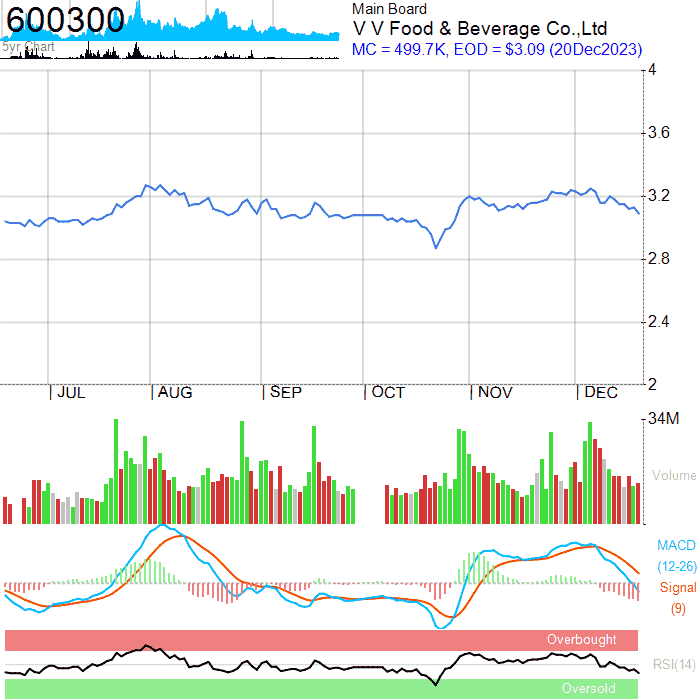 600300
5yr Chart
Main Board
V V Food & Beverage Co.,Ltd
MC = 499.7K, EOD = $3.09 (20Dec2023)
4
3.6
3.2
2.8
2.4
2
JUL AUG SEP OCT NOV DEC
34M
Volume
MACD
(12-26)
Signal
(9)
Overbought
RSI(14)
Oversold